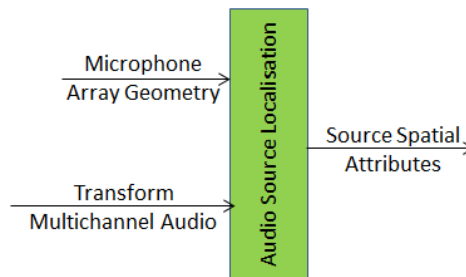 Microphone
Array Geometry
Transform
Multichannel Audio
Audio Source Localisation
Source Spatial
Attributes